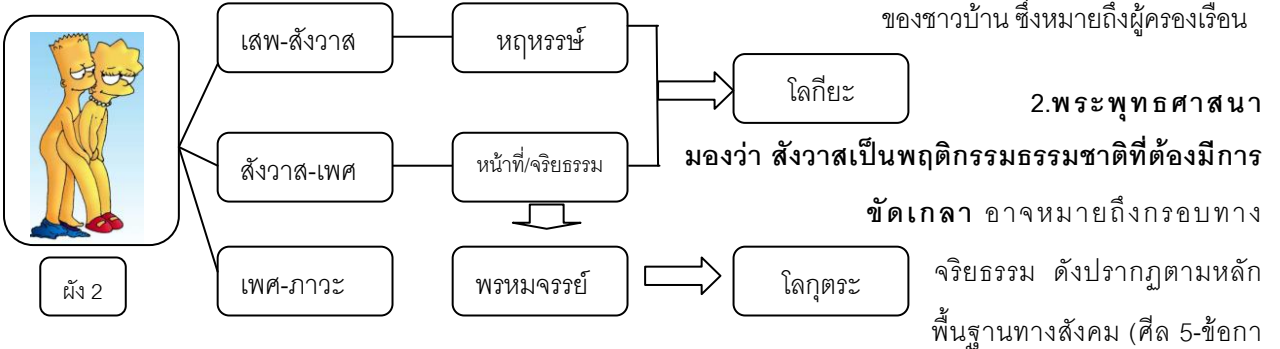 ของชาวบ้าน ซึ่งหมายถึงผู้ครองเรือน
เสพ-สังวาส
หฤหรรษ์
โลกียะ
2.พระพุทธศาสนา
สังวาส-เพศ
หน้าที่/จริยธรรม
มองว่า สังวาสเป็นพฤติกรรมธรรมชาติที่ต้องมีการ
ขัดเกลา อาจหมายถึงกรอบทาง
เพศ-ภาวะ
พรหมจรรย์
โลกุตระ
จริยธรรม ดังปรากฏตามหลัก
ผัง 2
พื้นฐานทางสังคม (ศีล 5-ข้อกา